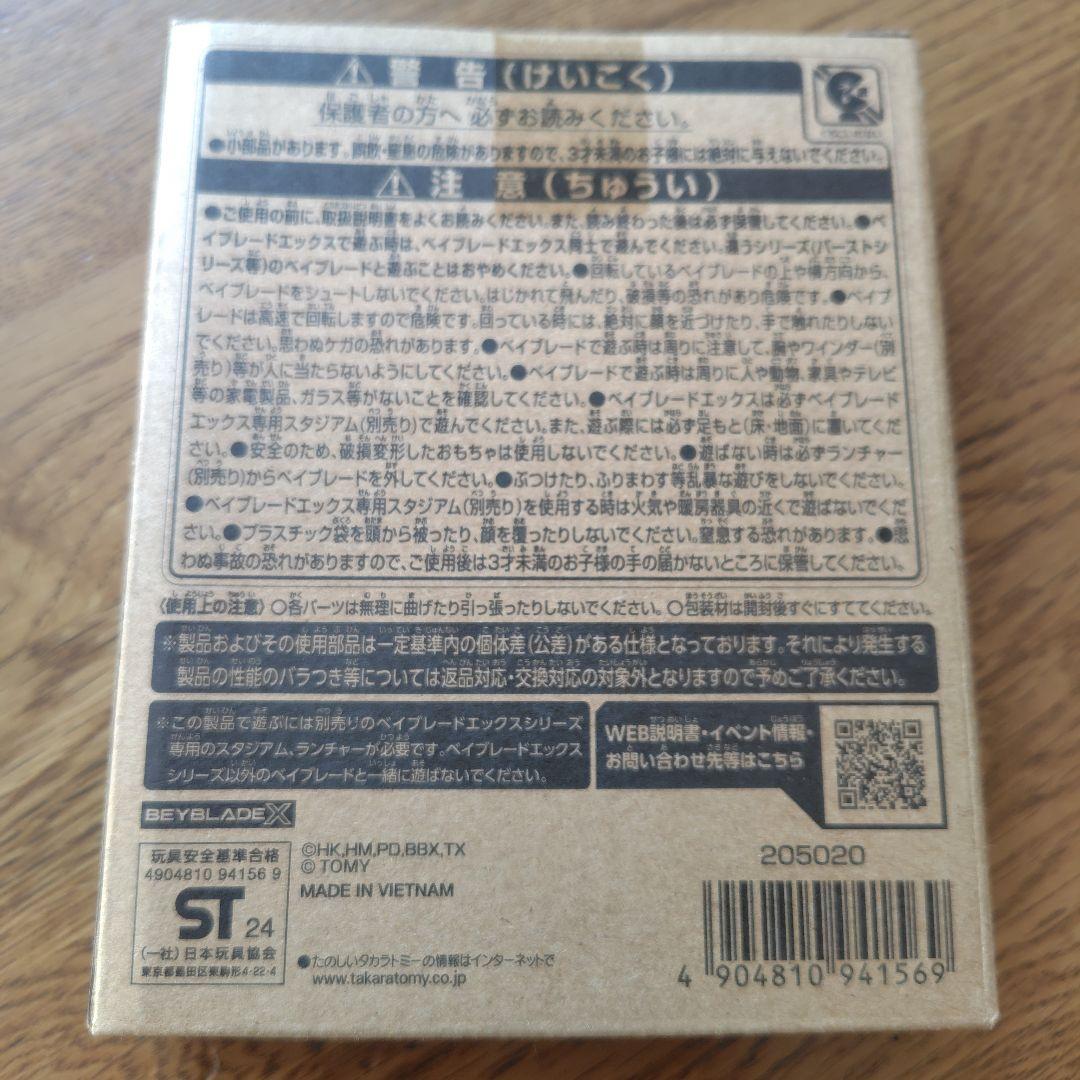 ⚠ 警 告(けいこく)
保護者の方へ 必ずお読みください。
●小部品があります。誤飲・窒息の危険がありますので、3才未満のお子様には絶対に与えないでください。
⚠ 注 意(ちゅうい)
●ご使用の前に、取扱説明書をよくお読みください。また、読み終わった後は必ず保管してください。●ベ
イブレードエックスで遊ぶ時は、ベイブレードエックス同士で遊んでください。違うシリーズ(バーストシ
リーズ等)のベイブレードと遊ぶことはおやめください。●回転しているベイブレードの上や横方向から、
ベイブレードをシュートしないでください。はじかれて飛んだり、破損等の恐れがあり危険です。●ベイブ
レードは高速で回転しますので危険です。回っている時には、絶対に顔を近づけたり、手で触れたりしない
でください。思わぬケガの恐れがあります。●ベイブレードで遊ぶ時は周りに注意して、腕やワインダー(別
売り)等が人に当たらないようにしてください。●ベイブレードで遊ぶ時は周りに人や動物、家具やテレビ
等の家電製品、ガラス等がないことを確認してください。●ベイブレードエックスは必ずベイブレード
エックス専用スタジアム(別売り)で遊んでください。また、遊ぶ際には必ず足もと(床・地面)に置いてくだ
さい。●安全のため、破損変形したおもちゃは使用しないでください。●遊ばない時は必ずランチャー
(別売り)からベイブレードを外してください。●ぶつけたり、ふりまわす等乱暴な遊びをしないでください。
●ベイブレードエックス専用スタジアム(別売り)を使用する時は火気や暖房器具の近くで遊ばないでくだ
さい。●プラスチック袋を頭から被ったり、顔を覆ったりしないでください。窒息する恐れがあります。●思
わぬ事故の恐れがありますので、ご使用後は3才未満のお子様の手の届かないところに保管してください。
〈使用上の注意〉○各パーツは無理に曲げたり引っ張ったりしないでください。○包装材は開封後すぐにすててください。
※製品およびその使用部品は一定基準内の個体差(公差)がある仕様となっております。それにより発生する
製品の性能のバラつき等については返品対応・交換対応の対象外となりますので予めご了承ください。
※この製品で遊ぶには別売りのベイブレードエックスシリーズ
専用のスタジアム、ランチャーが必要です。ベイブレードエックス
シリーズ以外のベイブレードと一緒に遊ばないでください。
WEB説明書・イベント情報・
お問い合わせ先等はこちら
BEYBLADE X
玩具安全基準合格
4904810 94156 9
ST 24
(一社)日本玩具協会
東京都墨田区東駒形4-22-4
©HK,HM,PD,BBX,TX
© TOMY
MADE IN VIETNAM
●たのしいタカラトミーの情報はインターネットで
www.takaratomy.co.jp
205020
4 904810 941569